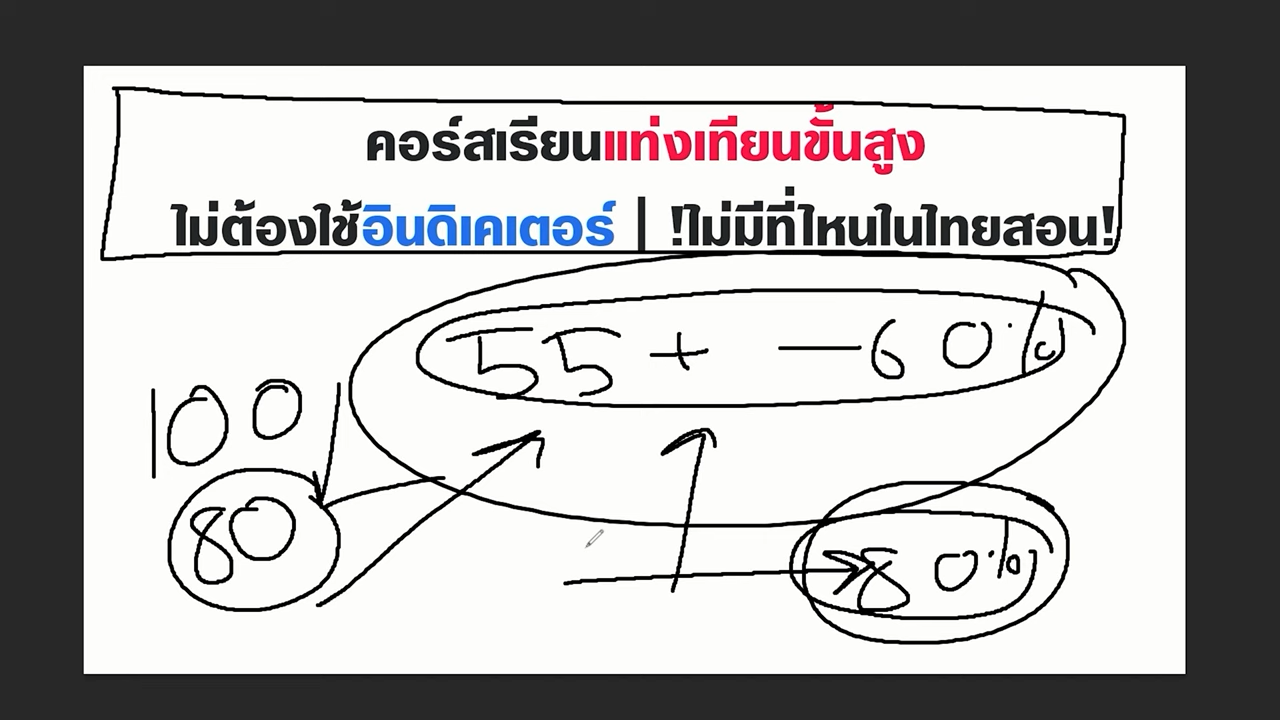 คอร์สเรียนแท่งเทียนขั้นสูง
ไม่ต้องใช้อินดิเคเตอร์ | !ไม่มีที่ไหนในไทยสอน!
55 + - 60%
100
80
80%